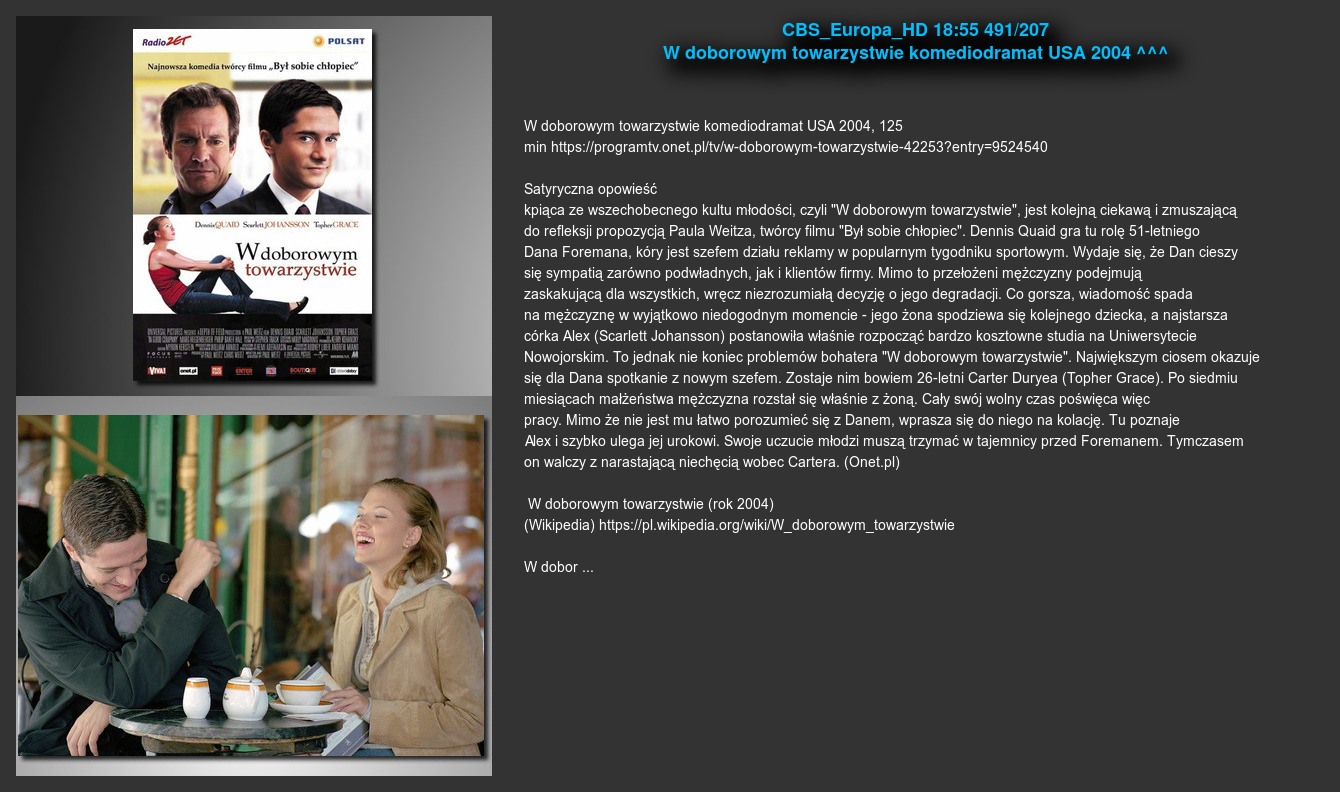 CBS_Europa_HD 18:55 491/207
W doborowym towarzystwie komediodramat USA 2004 ^^^
Radio ZET
POLSAT
Najnowsza komedia twórcy filmu „Był sobie chłopiec”
Dennis QUAID Scarlett JOHANSSON Topher GRACE
W doborowym
towarzystwie
FOCUS
VIVA!
onet.pl
ENTER
BOUTIQUE
W doborowym towarzystwie komediodramat USA 2004, 125
min https://programtv.onet.pl/tv/w-doborowym-towarzystwie-42253?entry=9524540
Satyryczna opowieść
kpiąca ze wszechobecnego kultu młodości, czyli "W doborowym towarzystwie", jest kolejną ciekawą i zmuszającą
do refleksji propozycją Paula Weitza, twórcy filmu "Był sobie chłopiec". Dennis Quaid gra tu rolę 51-letniego
Dana Foremana, kóry jest szefem działu reklamy w popularnym tygodniku sportowym. Wydaje się, że Dan cieszy
się sympatią zarówno podwładnych, jak i klientów firmy. Mimo to przełożeni mężczyzny podejmują
zaskakującą dla wszystkich, wręcz niezrozumiałą decyzję o jego degradacji. Co gorsza, wiadomość spada
na mężczyznę w wyjątkowo niedogodnym momencie - jego żona spodziewa się kolejnego dziecka, a najstarsza
córka Alex (Scarlett Johansson) postanowiła właśnie rozpocząć bardzo kosztowne studia na Uniwersytecie
Nowojorskim. To jednak nie koniec problemów bohatera "W doborowym towarzystwie". Największym ciosem okazuje
się dla Dana spotkanie z nowym szefem. Zostaje nim bowiem 26-letni Carter Duryea (Topher Grace). Po siedmiu
miesiącach małżeństwa mężczyzna rozstał się właśnie z żoną. Cały swój wolny czas poświęca więc
pracy. Mimo że nie jest mu łatwo porozumieć się z Danem, wprasza się do niego na kolację. Tu poznaje
Alex i szybko ulega jej urokowi. Swoje uczucie młodzi muszą trzymać w tajemnicy przed Foremanem. Tymczasem
on walczy z narastającą niechęcią wobec Cartera. (Onet.pl)
W doborowym towarzystwie (rok 2004)
(Wikipedia) https://pl.wikipedia.org/wiki/W_doborowym_towarzystwie
W dobor ...